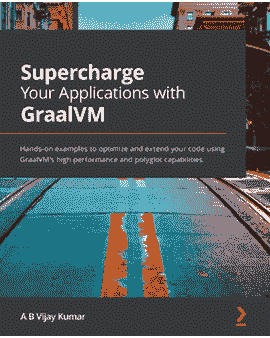 Supercharge
Your Applications with
GraalVM
Hands-on examples to optimize and extend your code using
GraalVM's high performance and polyglot capabilities
A B Vijay Kumar